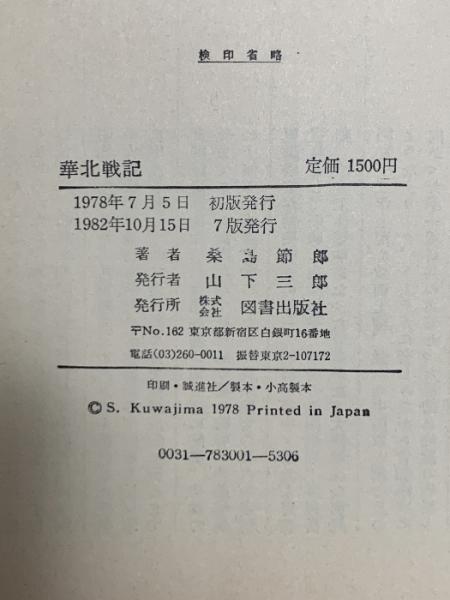 検印省略
華北戦記 定価 1500円
1978年7月5日 初版発行
1982年10月15日 7版発行
著者 桑島節郎
発行者 山下三郎
発行所 株式会社 図書出版社
〒No.162 東京都新宿区白銀町16番地
電話(03)260-0011 振替東京2-107172
印刷・誠進社/製本・小高製本
©S. Kuwajima 1978 Printed in Japan
0031—783001—5306